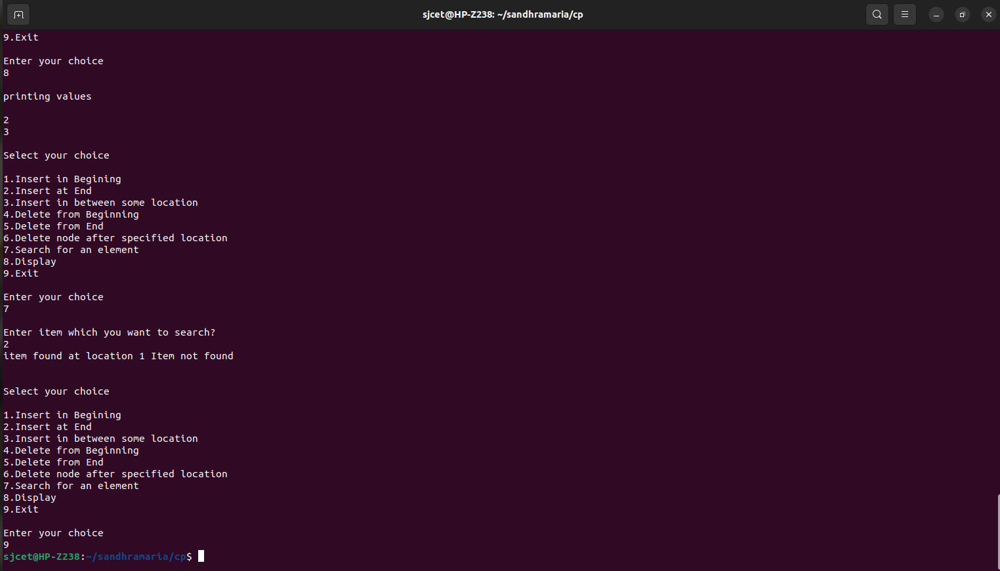 sjcet@HP-Z238: ~/sandhramaria/cp
9.Exit
Enter your choice
8
printing values
2
3
Select your choice
1.Insert in Begining
2.Insert at End
3.Insert in between some location
4.Delete from Beginning
5.Delete from End
6.Delete node after specified location
7.Search for an element
8.Display
9.Exit
Enter your choice
7
Enter item which you want to search?
2
item found at location 1 Item not found
Select your choice
1.Insert in Begining
2.Insert at End
3.Insert in between some location
4.Delete from Beginning
5.Delete from End
6.Delete node after specified location
7.Search for an element
8.Display
9.Exit
Enter your choice
9
sjcet@HP-Z238:~/sandhramaria/cp$